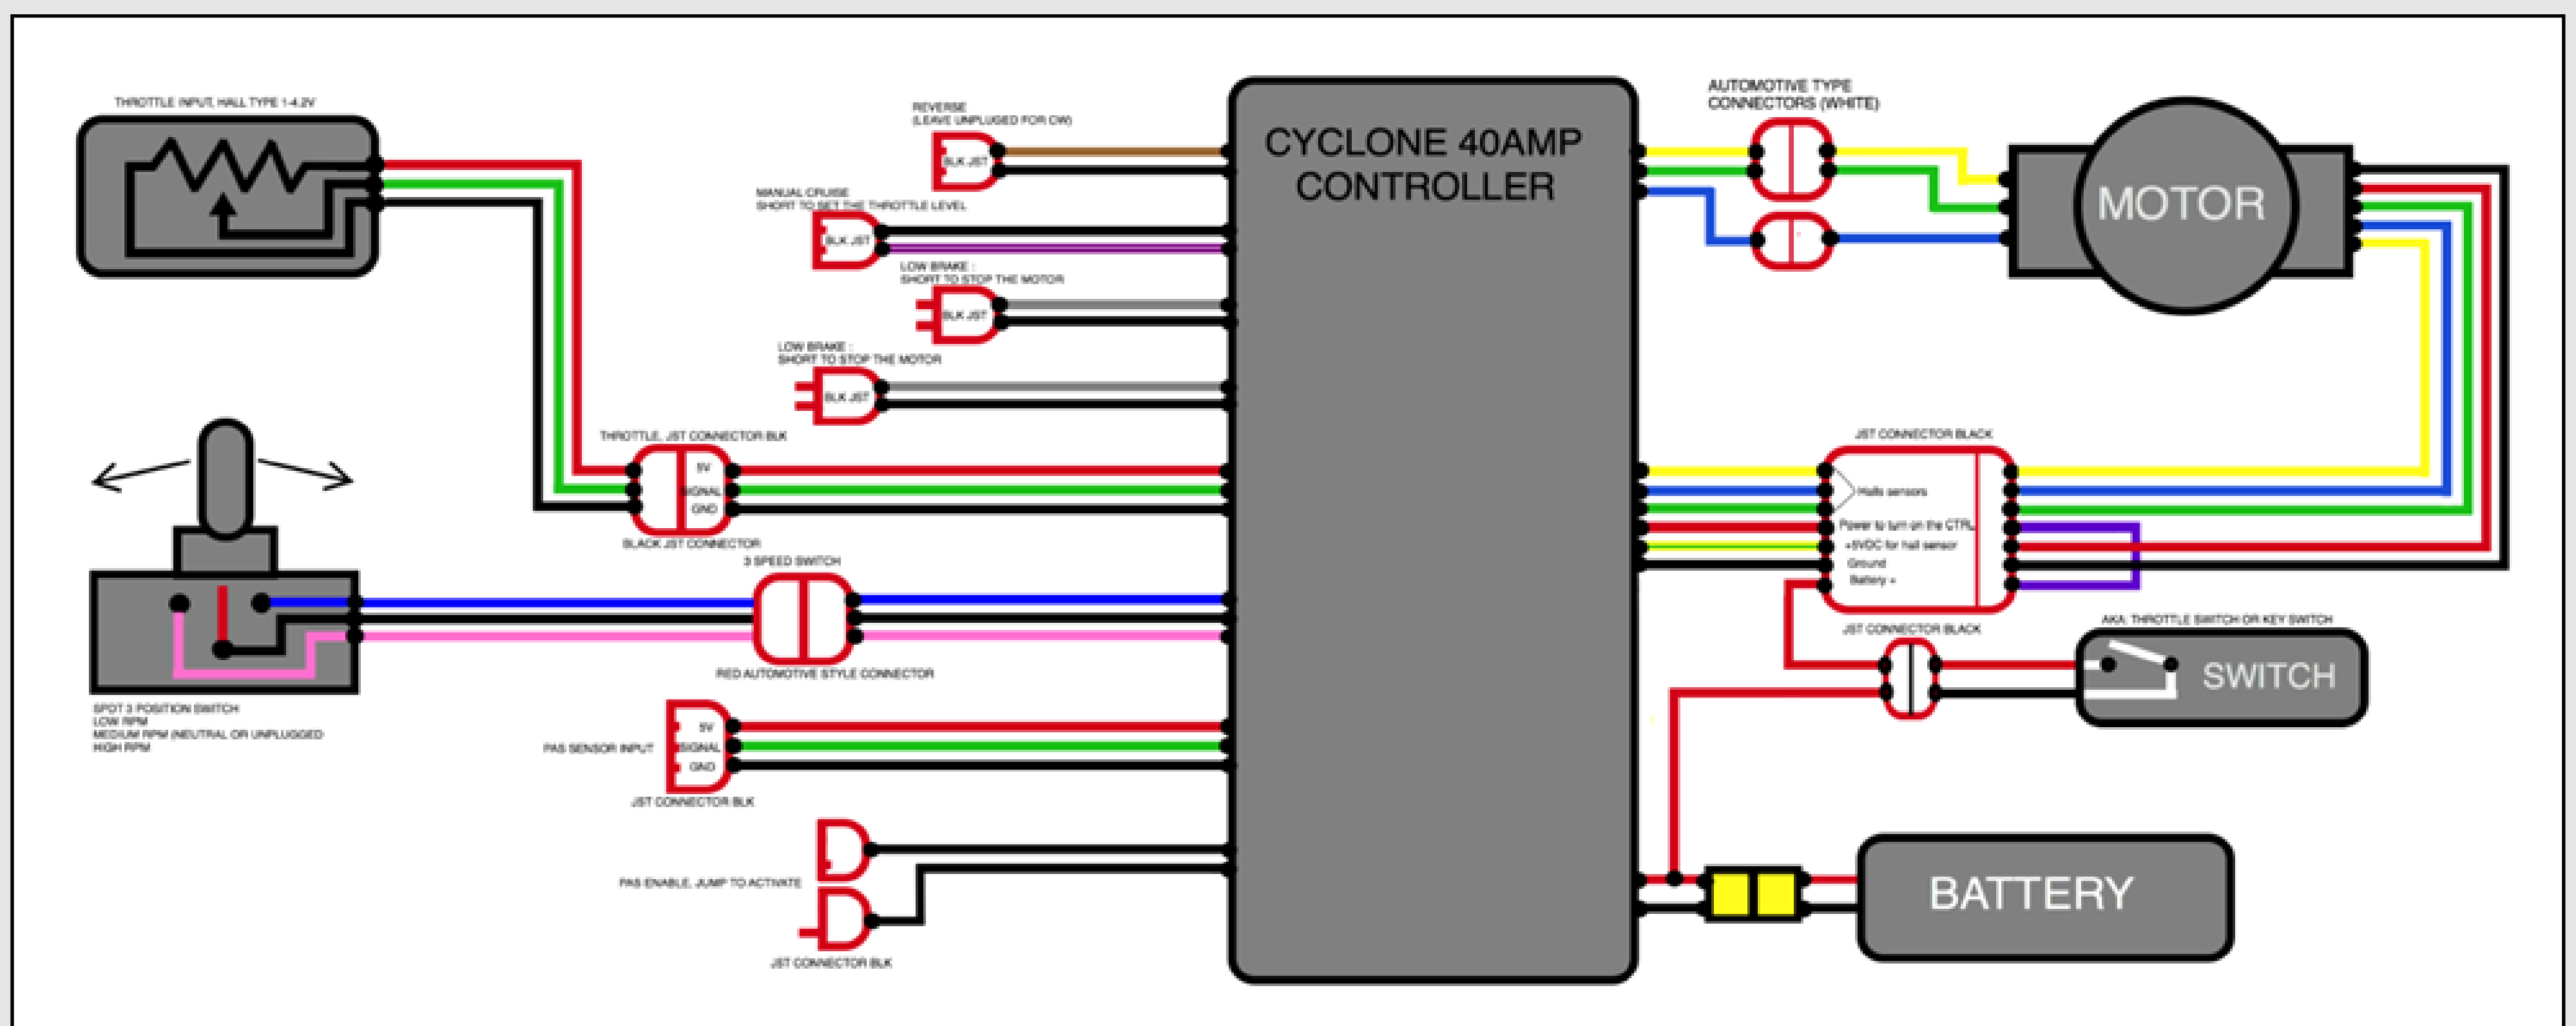 THROTTLE INPUT, HALL TYPE 1-4.2V
REVERSE
(LEAVE UNPLUGED FOR CW)
BLK JST
MANUAL CRUISE
SHORT TO SET THE THROTTLE LEVEL
BLK JST
LOW BRAKE :
SHORT TO STOP THE MOTOR
BLK JST
LOW BRAKE :
SHORT TO STOP THE MOTOR
BLK JST
THROTTLE, JST CONNECTOR BLK
5V
SIGNAL
GND
BLACK JST CONNECTOR
3 SPEED SWITCH
RED AUTOMOTIVE STYLE CONNECTOR
SPDT 3 POSITION SWITCH
LOW RPM
MEDIUM RPM (NEUTRAL OR UNPLUGGED
HIGH RPM
PAS SENSOR INPUT
5V
SIGNAL
GND
JST CONNECTOR BLK
PAS ENABLE, JUMP TO ACTIVATE
JST CONNECTOR BLK
CYCLONE 40AMP
CONTROLLER
AUTOMOTIVE TYPE
CONNECTORS (WHITE)
MOTOR
JST CONNECTOR BLACK
Halls sensors
Power to turn on the CTRL
+5VDC for hall sensor
Ground
Battery +
JST CONNECTOR BLACK
AKA: THROTTLE SWITCH OR KEY SWITCH
SWITCH
BATTERY